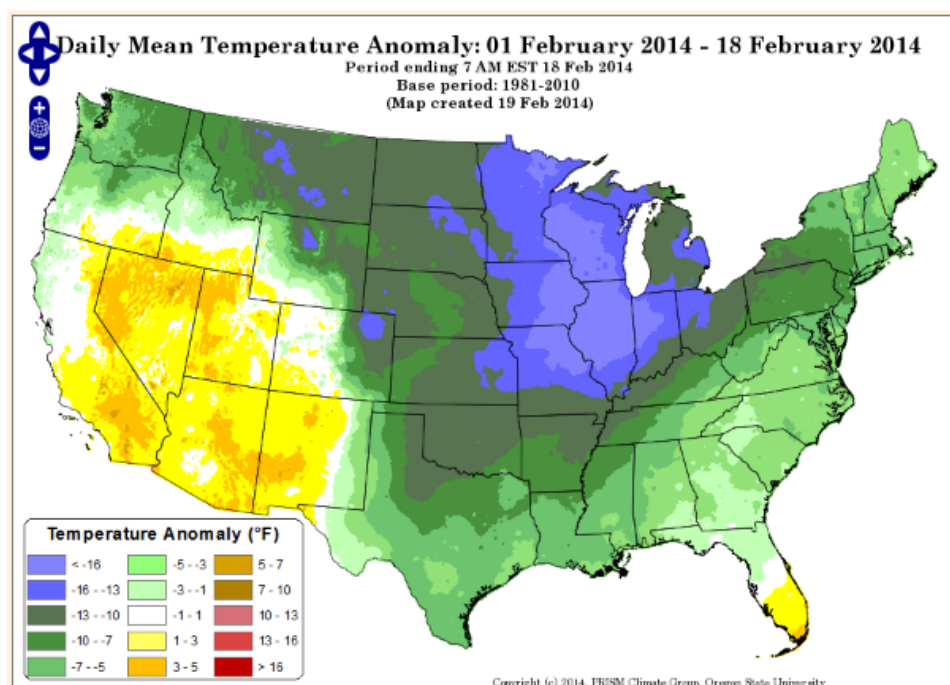 Daily Mean Temperature Anomaly: 01 February 2014 - 18 February 2014
Period ending 7 AM EST 18 Feb 2014
Base period: 1981-2010
(Map created 19 Feb 2014)
Temperature Anomaly (°F)
< -16 -5 - -3 5 - 7
-16 - -13 -3 - -1 7 - 10
-13 - -10 -1 - 1 10 - 13
-10 - -7 1 - 3 13 - 16
-7 - -5 3 - 5 > 16
Copyright (c) 2014, PRISM Climate Group, Oregon State University